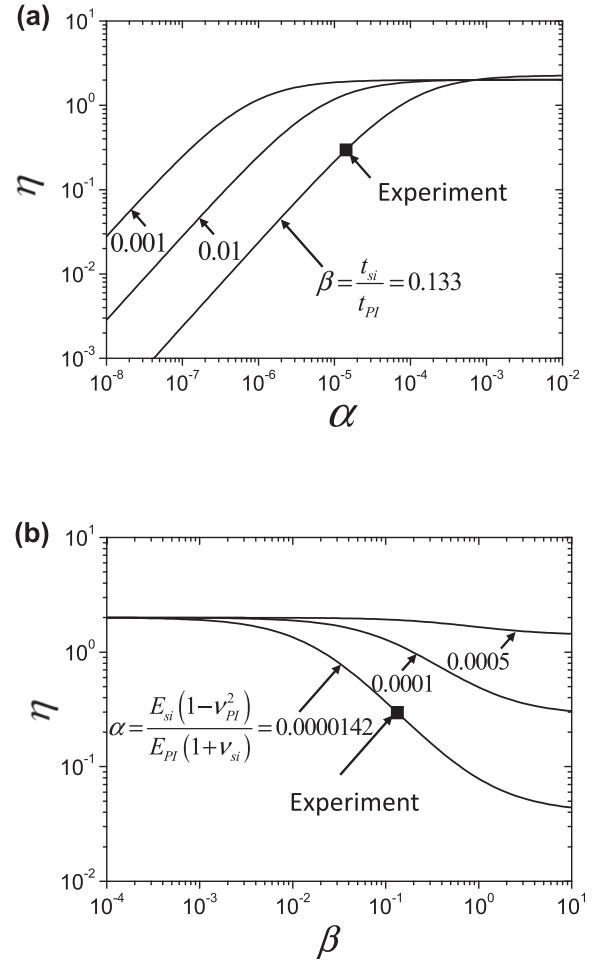 (a)
10^1
10^0
10^-1
10^-2
10^-3
η
0.001
0.01
Experiment
β = t_si / t_PI = 0.133
10^-8 10^-7 10^-6 10^-5 10^-4 10^-3 10^-2
α
(b)
10^1
10^0
10^-1
10^-2
η
0.0005
0.0001
α = E_si (1 − ν_PI^2) / E_PI (1 + ν_si) = 0.0000142
Experiment
10^-4 10^-3 10^-2 10^-1 10^0 10^1
β